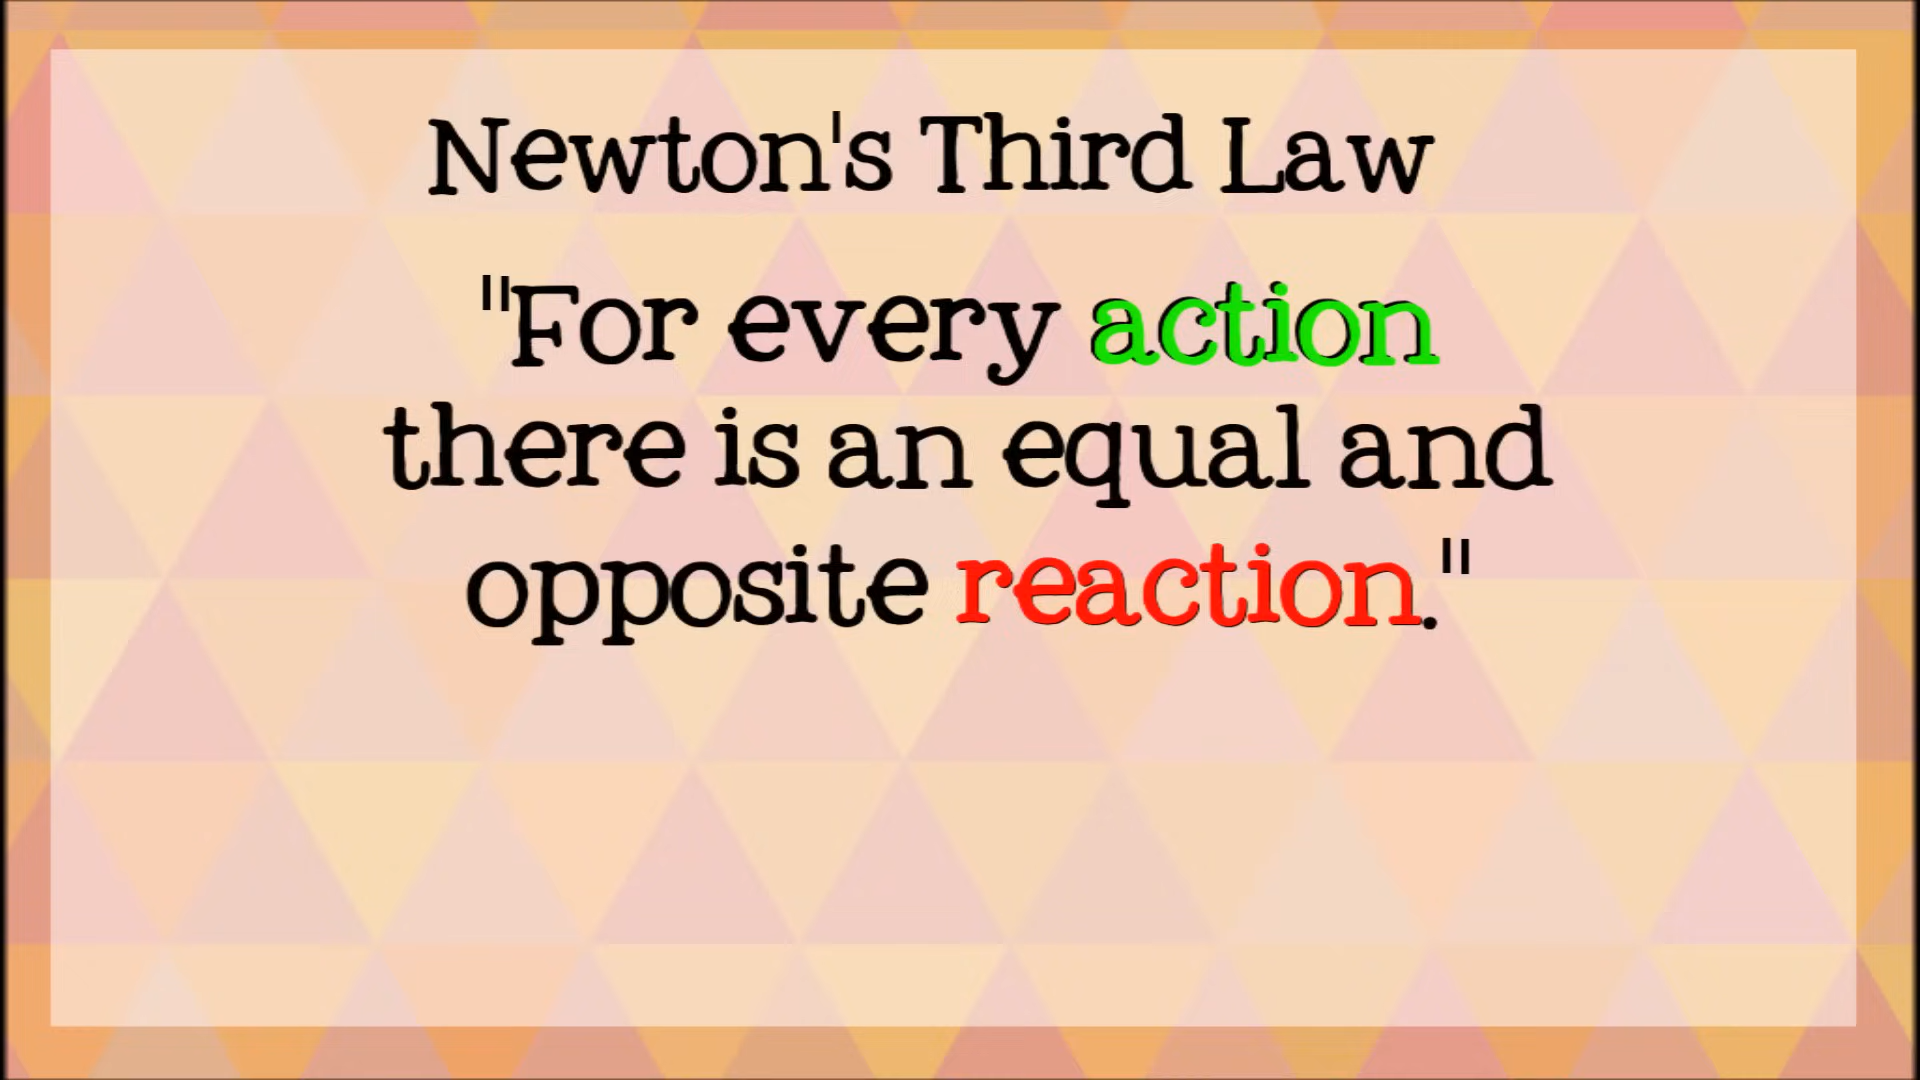 Newton's Third Law
"For every action
there is an equal and
opposite reaction."